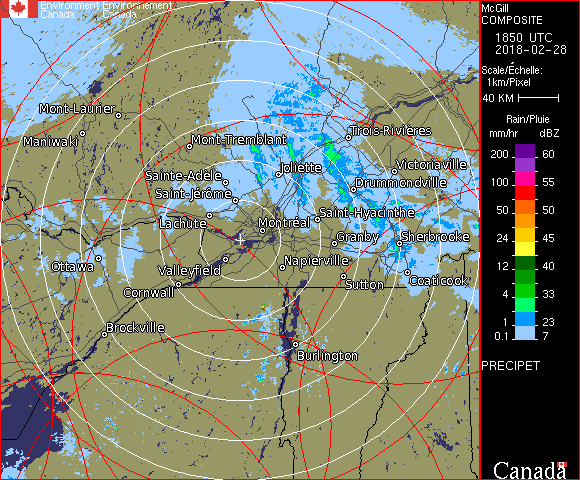 Environment Environnement
Canada Canada
McGill
COMPOSITE
1850 UTC
2018-02-28
Scale/Échelle:
1km/Pixel
40 KM
Rain/Pluie
mm/hr dBZ
200 60
150 57
100 55
50 50
24 45
12 40
4 33
1 23
0.1 7
PRECIPET
Canada
Mont-Laurier
Maniwaki
Mont-Tremblant
Trois-Rivières
Joliette
Victoriaville
Sainte-Adèle
Drummondville
Saint-Jérôme
Saint-Hyacinthe
Lachute
Montréal
Granby
Sherbrooke
Ottawa
Valleyfield
Napierville
Coaticook
Cornwall
Sutton
Brockville
Burlington